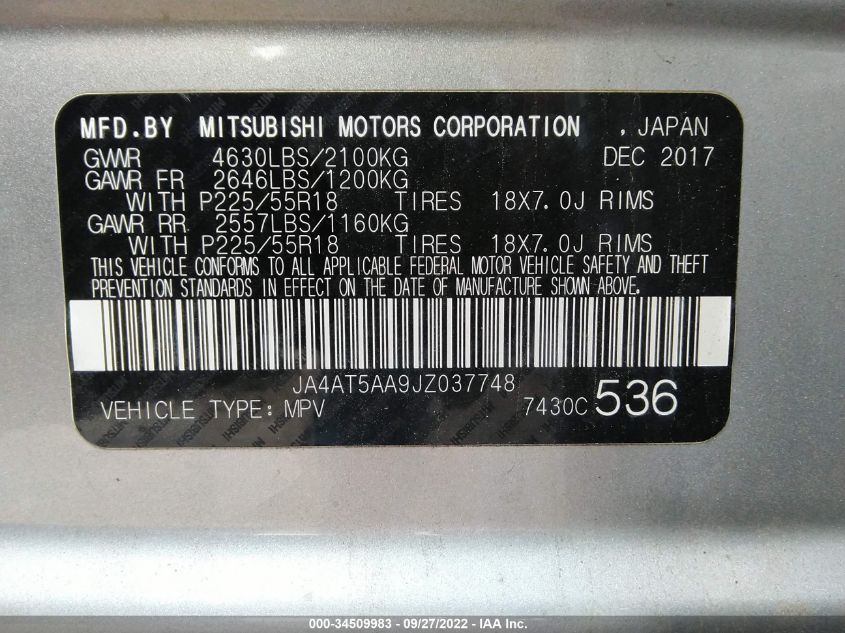 MFD.BY MITSUBISHI MOTORS CORPORATION , JAPAN
GVWR 4630LBS/2100KG DEC 2017
GAWR FR 2646LBS/1200KG
WITH P225/55R18 TIRES 18X7.0J RIMS
GAWR RR 2557LBS/1160KG
WITH P225/55R18 TIRES 18X7.0J RIMS
THIS VEHICLE CONFORMS TO ALL APPLICABLE FEDERAL MOTOR VEHICLE SAFETY AND THEFT
PREVENTION STANDARDS IN EFFECT ON THE DATE OF MANUFACTURE SHOWN ABOVE.
JA4AT5AA9JZ037748
VEHICLE TYPE: MPV 7430C 536
000-34509983 - 09/27/2022 - IAA Inc.